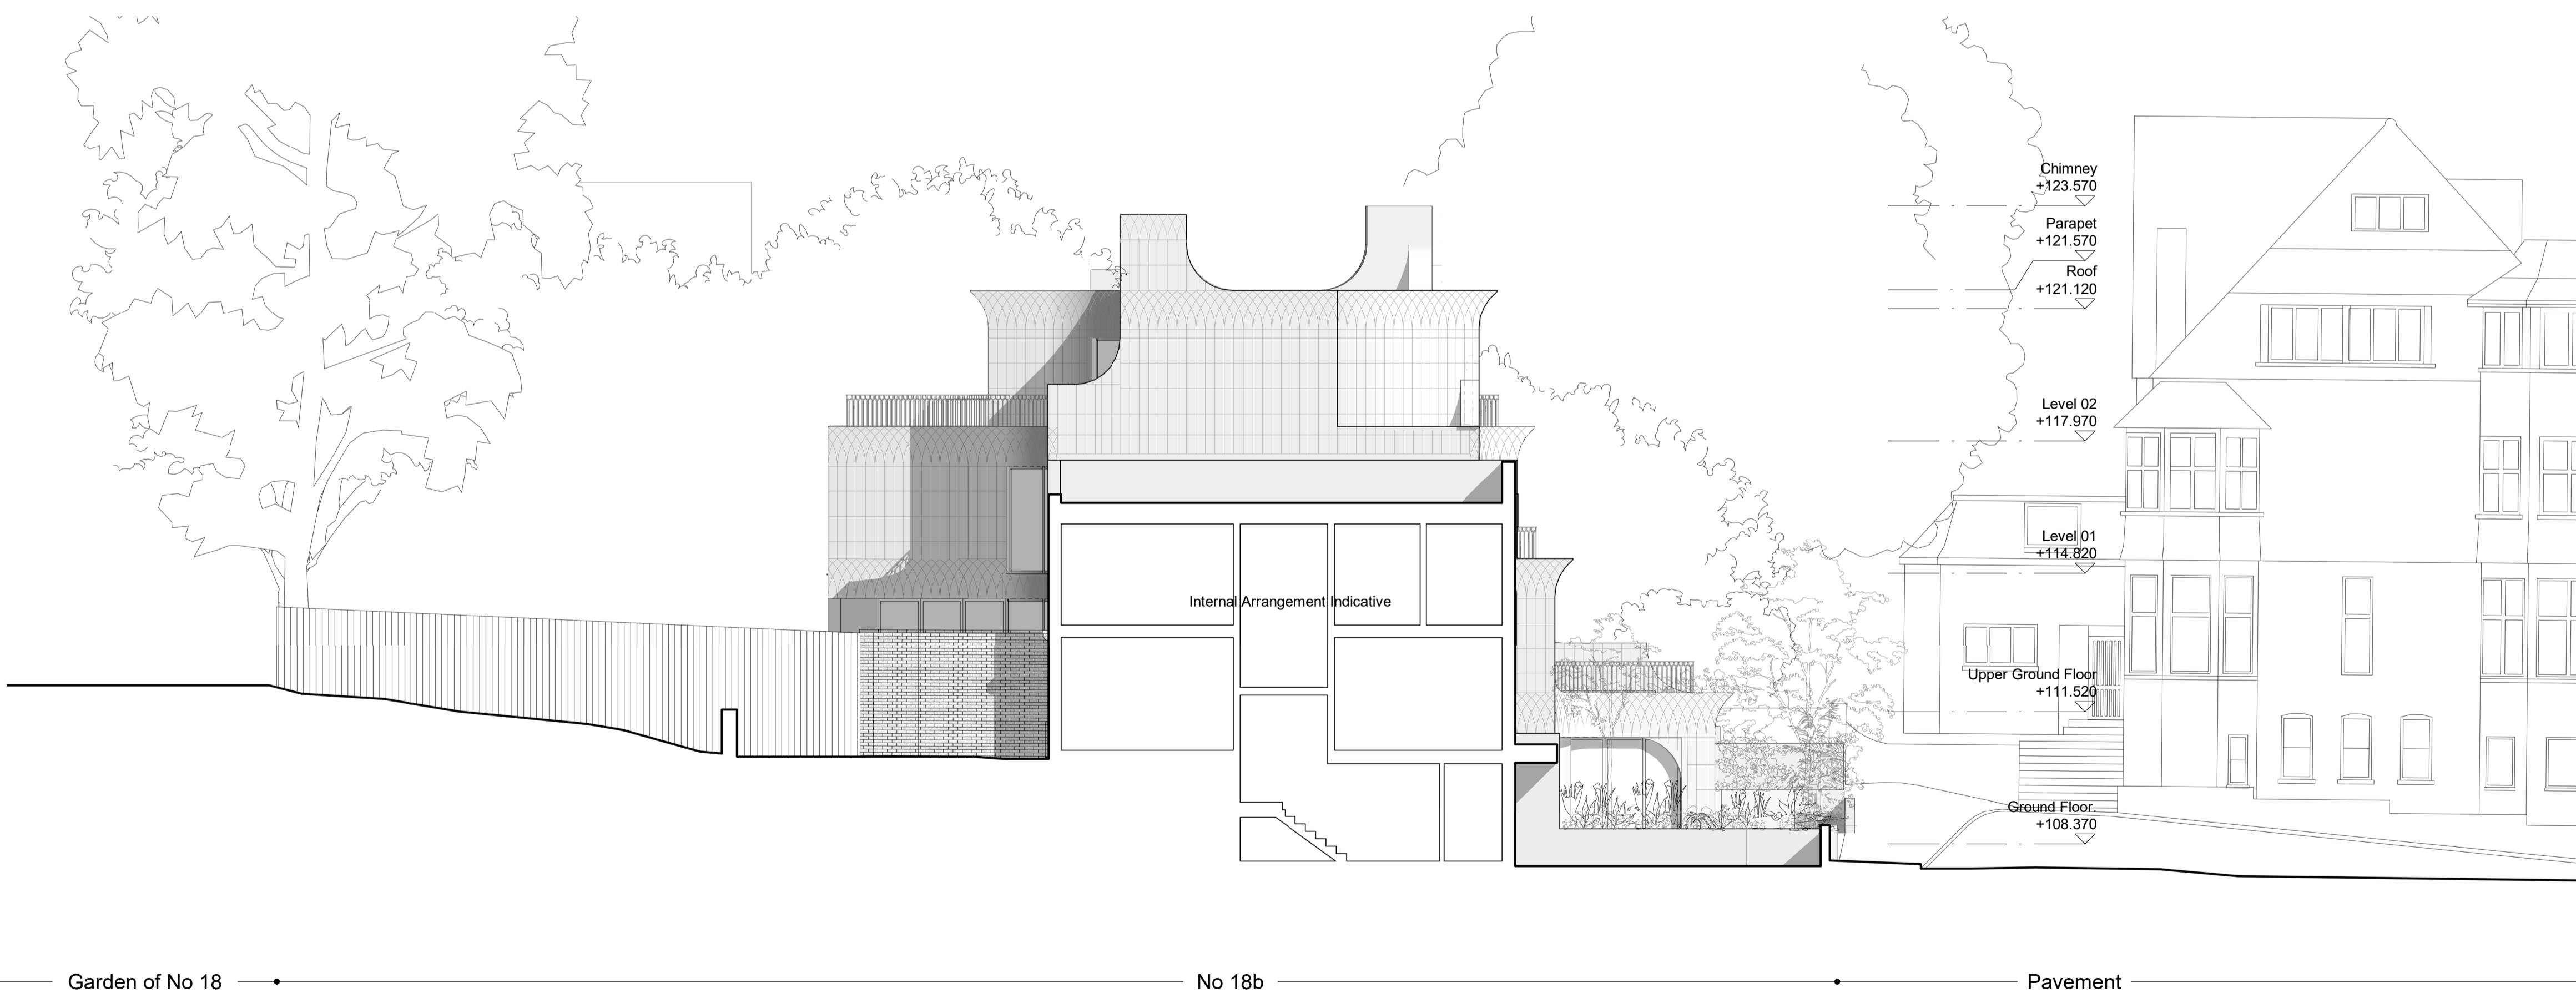 Chimney
+123.570
Parapet
+121.570
Roof
+121.120
Level 02
+117.970
Level 01
+114.820
Internal Arrangement Indicative
Upper Ground Floor
+111.520
Ground Floor.
+108.370
Garden of No 18
No 18b
Pavement